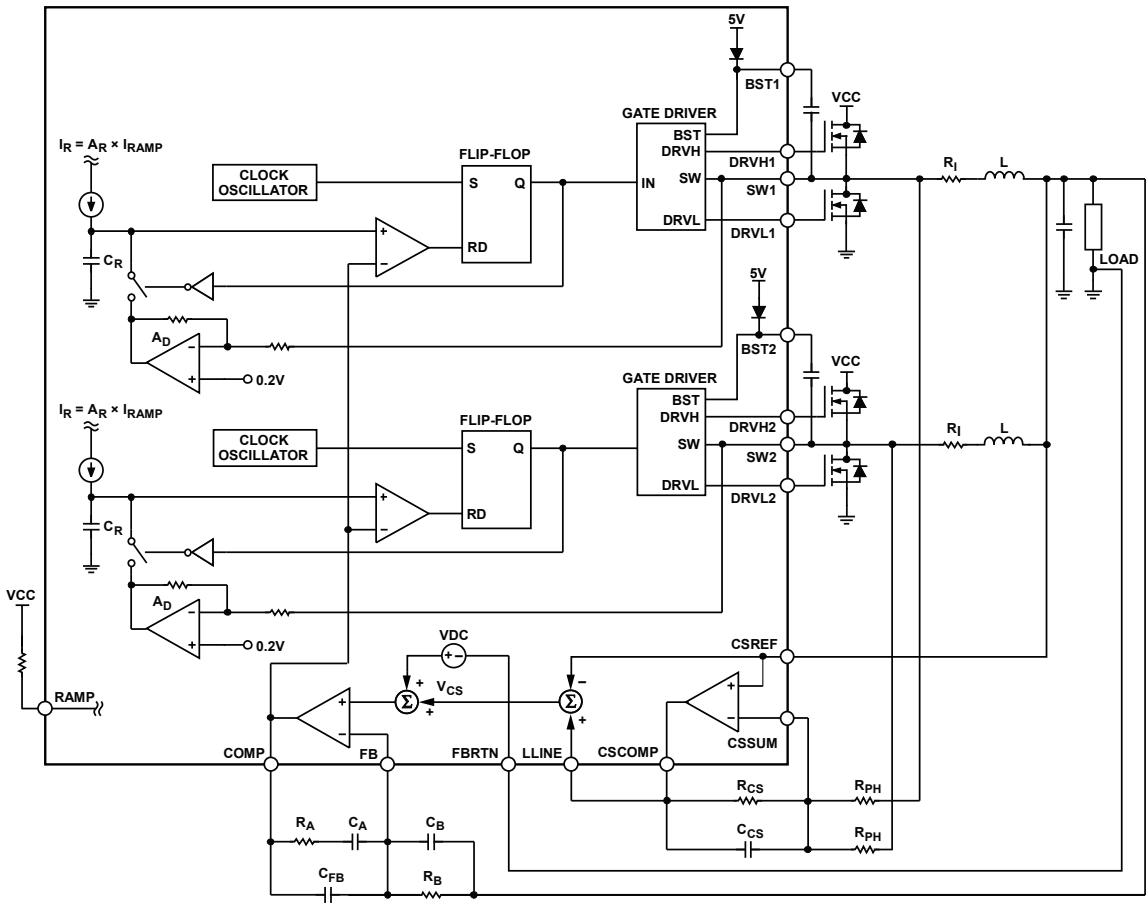 5V
BST1
VCC
GATE DRIVER
BST
DRVH
SW
DRVL
IN
DRVH1
SW1
DRVL1
I_R = A_R × I_RAMP
CLOCK
OSCILLATOR
FLIP-FLOP
S
Q
RD
+
−
C_R
A_D
−
+
0.2V
R_I
L
LOAD
5V
BST2
VCC
GATE DRIVER
BST
DRVH
SW
DRVL
IN
DRVH2
SW2
DRVL2
I_R = A_R × I_RAMP
CLOCK
OSCILLATOR
FLIP-FLOP
S
Q
RD
+
−
C_R
A_D
−
+
0.2V
R_I
L
VCC
RAMP
VDC
+ −
+
Σ
+
V_CS
−
Σ
+
CSREF
+
−
CSSUM
+
−
COMP
FB
FBRTN
LLINE
CSCOMP
R_CS
R_PH
C_CS
R_PH
R_A
C_A
C_B
C_FB
R_B